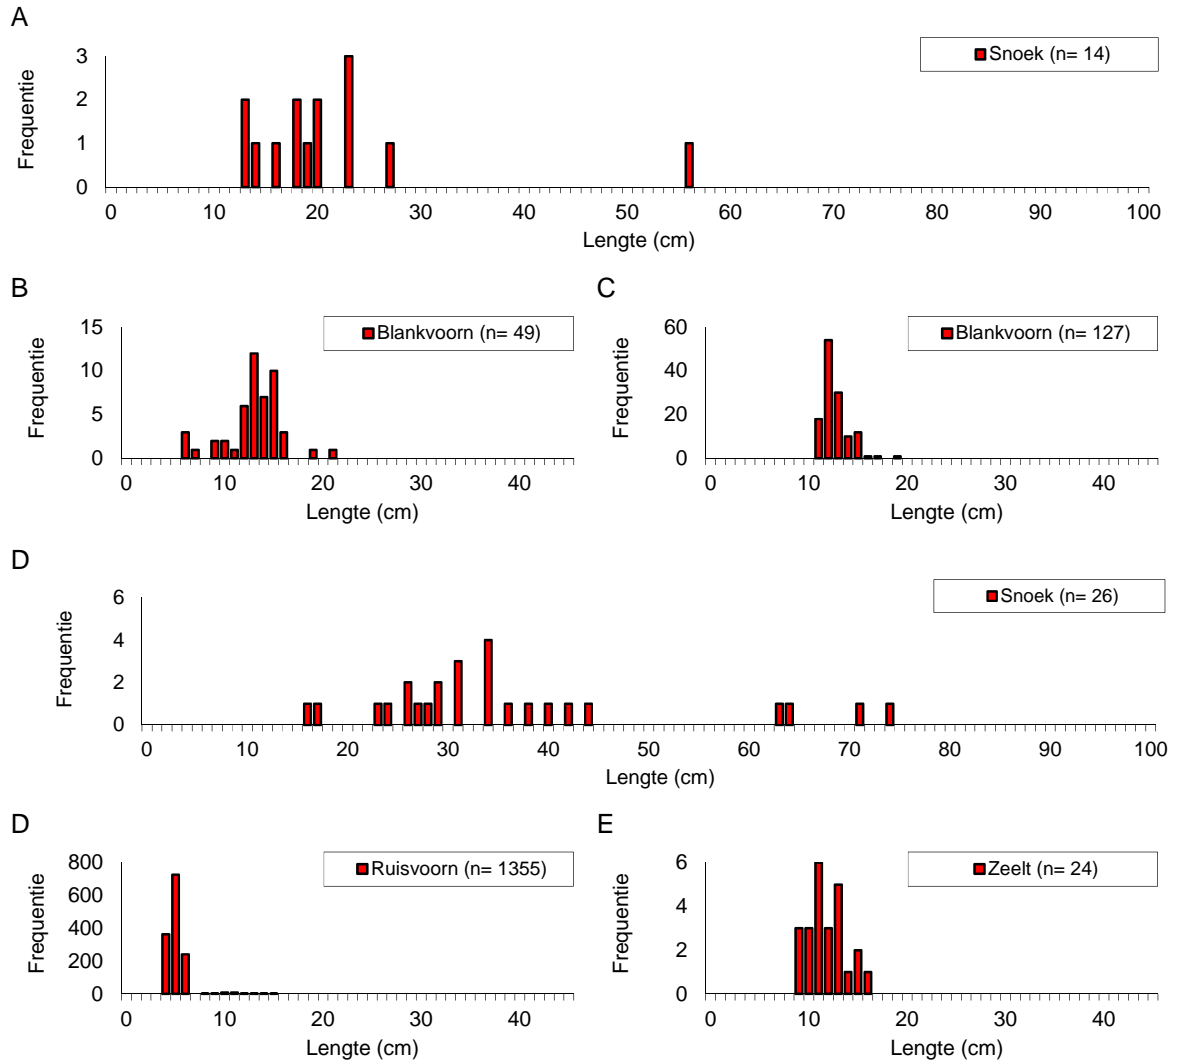 A
Snoek (n= 14)
Frequentie
3
2
1
0
0 10 20 30 40 50 60 70 80 90 100
Lengte (cm)
B
Blankvoorn (n= 49)
Frequentie
15
10
5
0
0 10 20 30 40
Lengte (cm)
C
Blankvoorn (n= 127)
Frequentie
60
40
20
0
0 10 20 30 40
Lengte (cm)
D
Snoek (n= 26)
Frequentie
6
4
2
0
0 10 20 30 40 50 60 70 80 90 100
Lengte (cm)
D
Ruisvoorn (n= 1355)
Frequentie
800
600
400
200
0
0 10 20 30 40
Lengte (cm)
E
Zeelt (n= 24)
Frequentie
6
4
2
0
0 10 20 30 40
Lengte (cm)